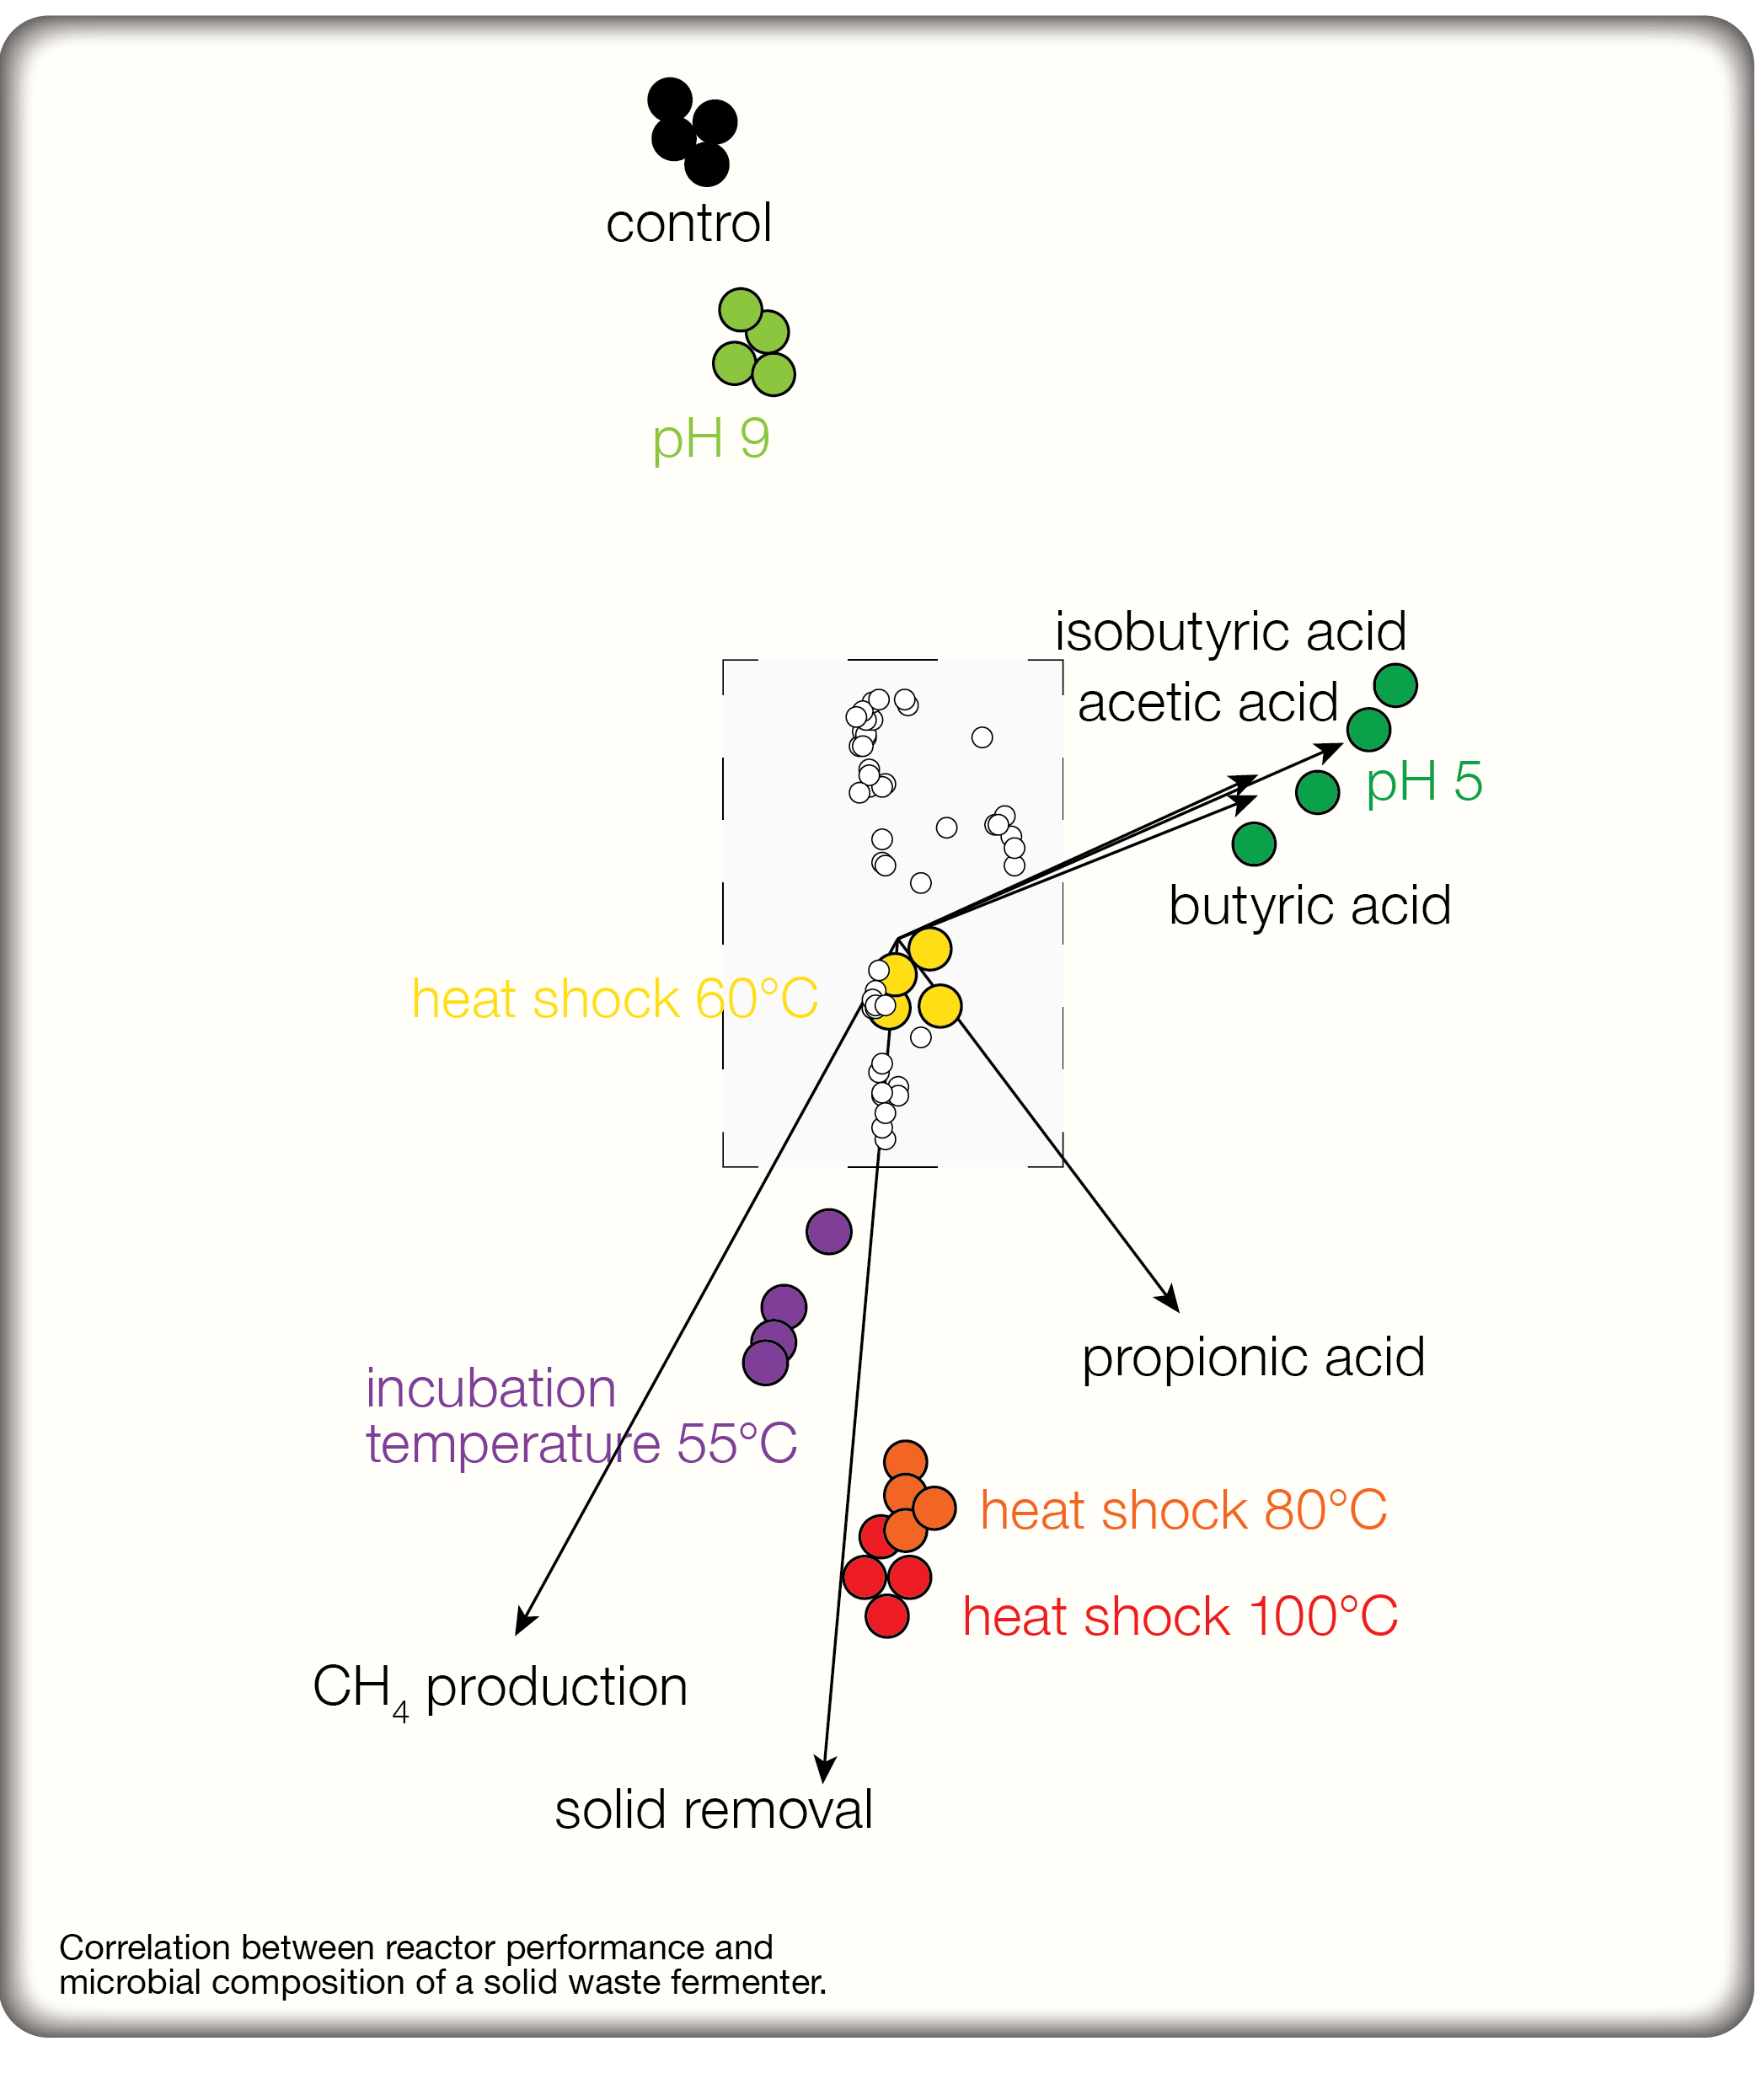 control
pH 9
isobutyric acid
acetic acid
pH 5
butyric acid
heat shock 60°C
propionic acid
incubation
temperature 55°C
heat shock 80°C
heat shock 100°C
CH₄ production
solid removal
Correlation between reactor performance and
microbial composition of a solid waste fermenter.